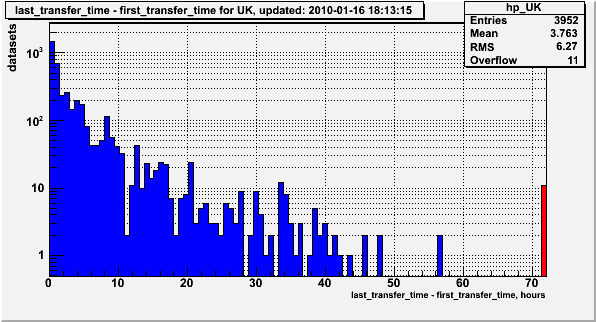 last_transfer_time - first_transfer_time for UK, updated: 2010-01-16 18:13:15
hp_UK
Entries 3952
Mean 3.763
RMS 6.27
Overflow 11
datasets
10³
10²
10
1
0 10 20 30 40 50 60 70
last_transfer_time - first_transfer_time, hours